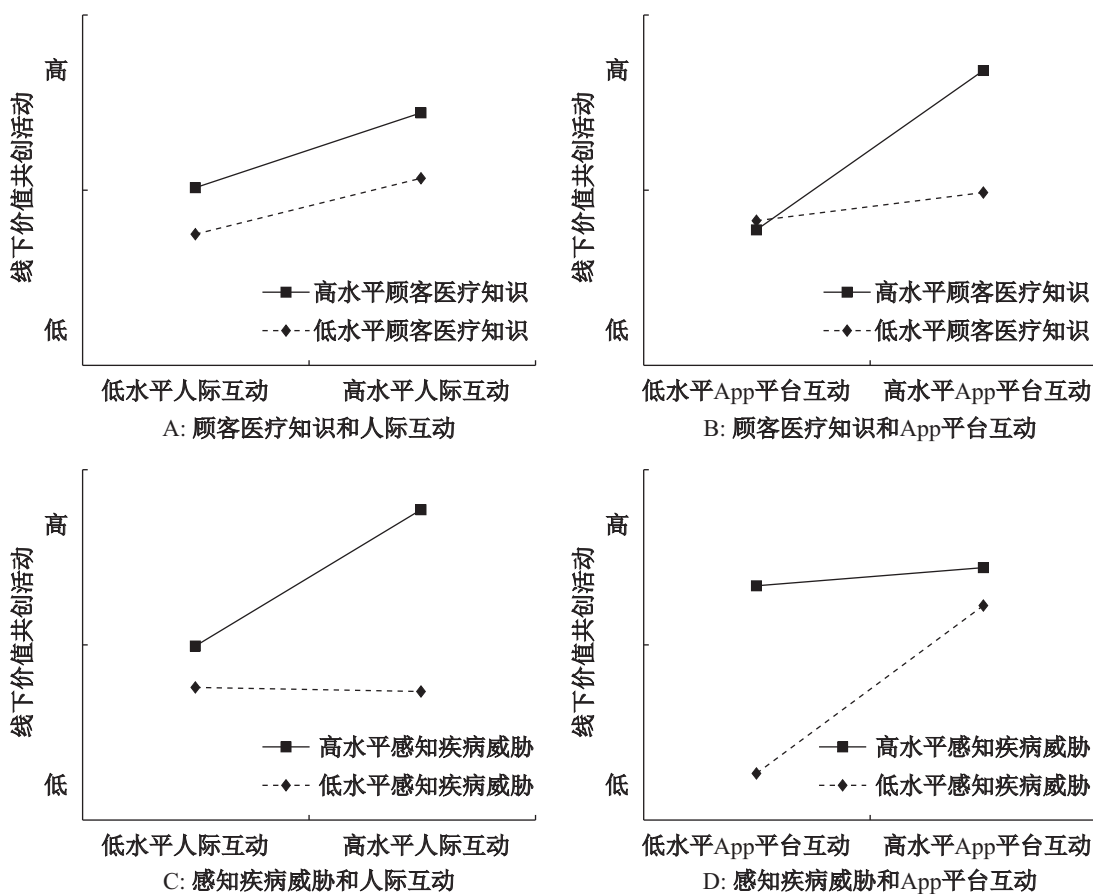 高
线下价值共创活动
低
高水平顾客医疗知识
低水平顾客医疗知识
低水平人际互动
高水平人际互动
A: 顾客医疗知识和人际互动
高
线下价值共创活动
低
高水平顾客医疗知识
低水平顾客医疗知识
低水平App平台互动
高水平App平台互动
B: 顾客医疗知识和App平台互动
高
线下价值共创活动
低
高水平感知疾病威胁
低水平感知疾病威胁
低水平人际互动
高水平人际互动
C: 感知疾病威胁和人际互动
高
线下价值共创活动
低
高水平感知疾病威胁
低水平感知疾病威胁
低水平App平台互动
高水平App平台互动
D: 感知疾病威胁和App平台互动